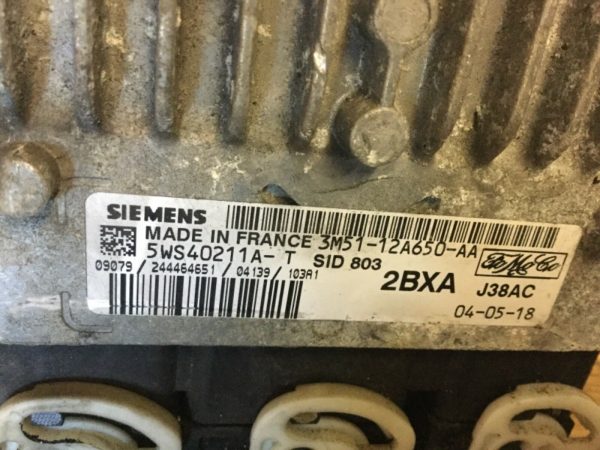 SIEMENS
MADE IN FRANCE 3M51-12A650-AA
5WS40211A- T SID 803
09079 / 244464651 / 04139 / 103A1
2BXA J38AC
04-05-18